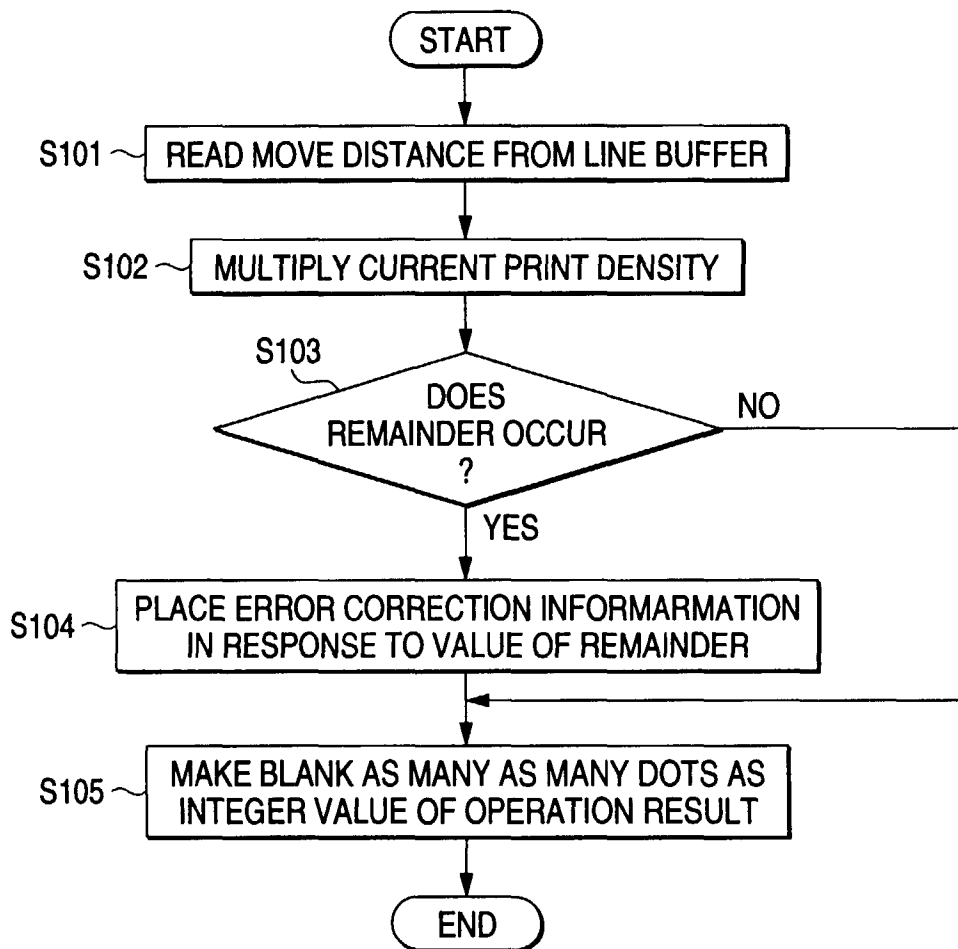 START
S101
READ MOVE DISTANCE FROM LINE BUFFER
S102
MULTIPLY CURRENT PRINT DENSITY
S103
DOES
REMAINDER OCCUR
?
NO
YES
S104
PLACE ERROR CORRECTION INFORMARMATION
IN RESPONSE TO VALUE OF REMAINDER
S105
MAKE BLANK AS MANY AS MANY DOTS AS
INTEGER VALUE OF OPERATION RESULT
END